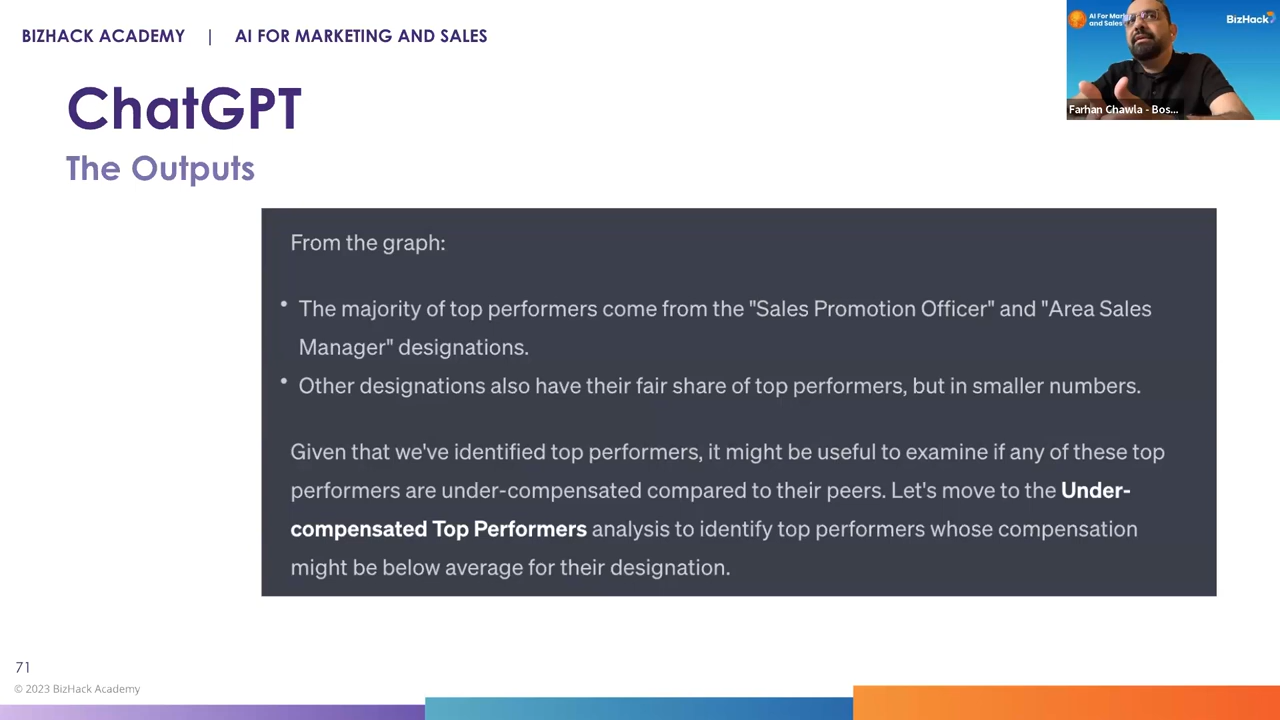 BIZHACK ACADEMY | AI FOR MARKETING AND SALES
AI For Marketing
and Sales
BizHack
Farhan Chawla - Bos...
ChatGPT
The Outputs
From the graph:
• The majority of top performers come from the "Sales Promotion Officer" and "Area Sales
Manager" designations.
• Other designations also have their fair share of top performers, but in smaller numbers.
Given that we've identified top performers, it might be useful to examine if any of these top
performers are under-compensated compared to their peers. Let's move to the Under-
compensated Top Performers analysis to identify top performers whose compensation
might be below average for their designation.
71
© 2023 BizHack Academy